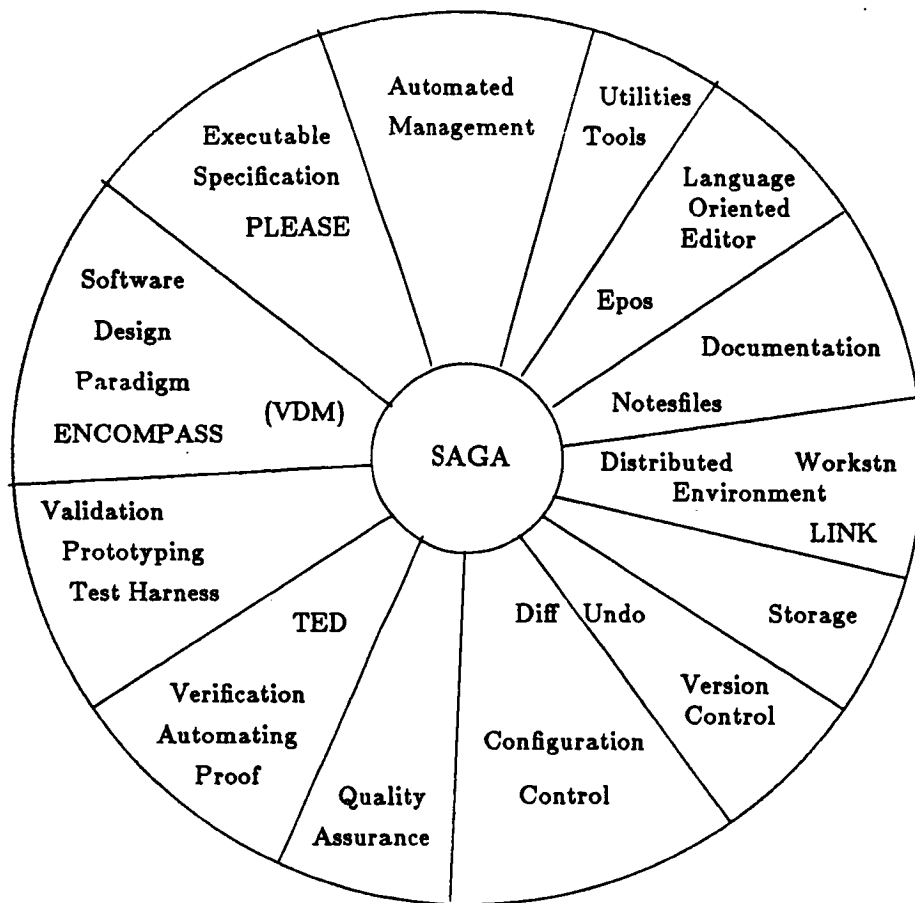 Automated
Management
Utilities
Tools
Language
Oriented
Editor
Epos
Documentation
Notesfiles
Distributed Workstn
Environment
LINK
Storage
Undo
Version
Control
Diff
Configuration
Control
Quality
Assurance
TED
Verification
Automating
Proof
Validation
Prototyping
Test Harness
Software
Design
Paradigm
(VDM)
ENCOMPASS
Executable
Specification
PLEASE
SAGA